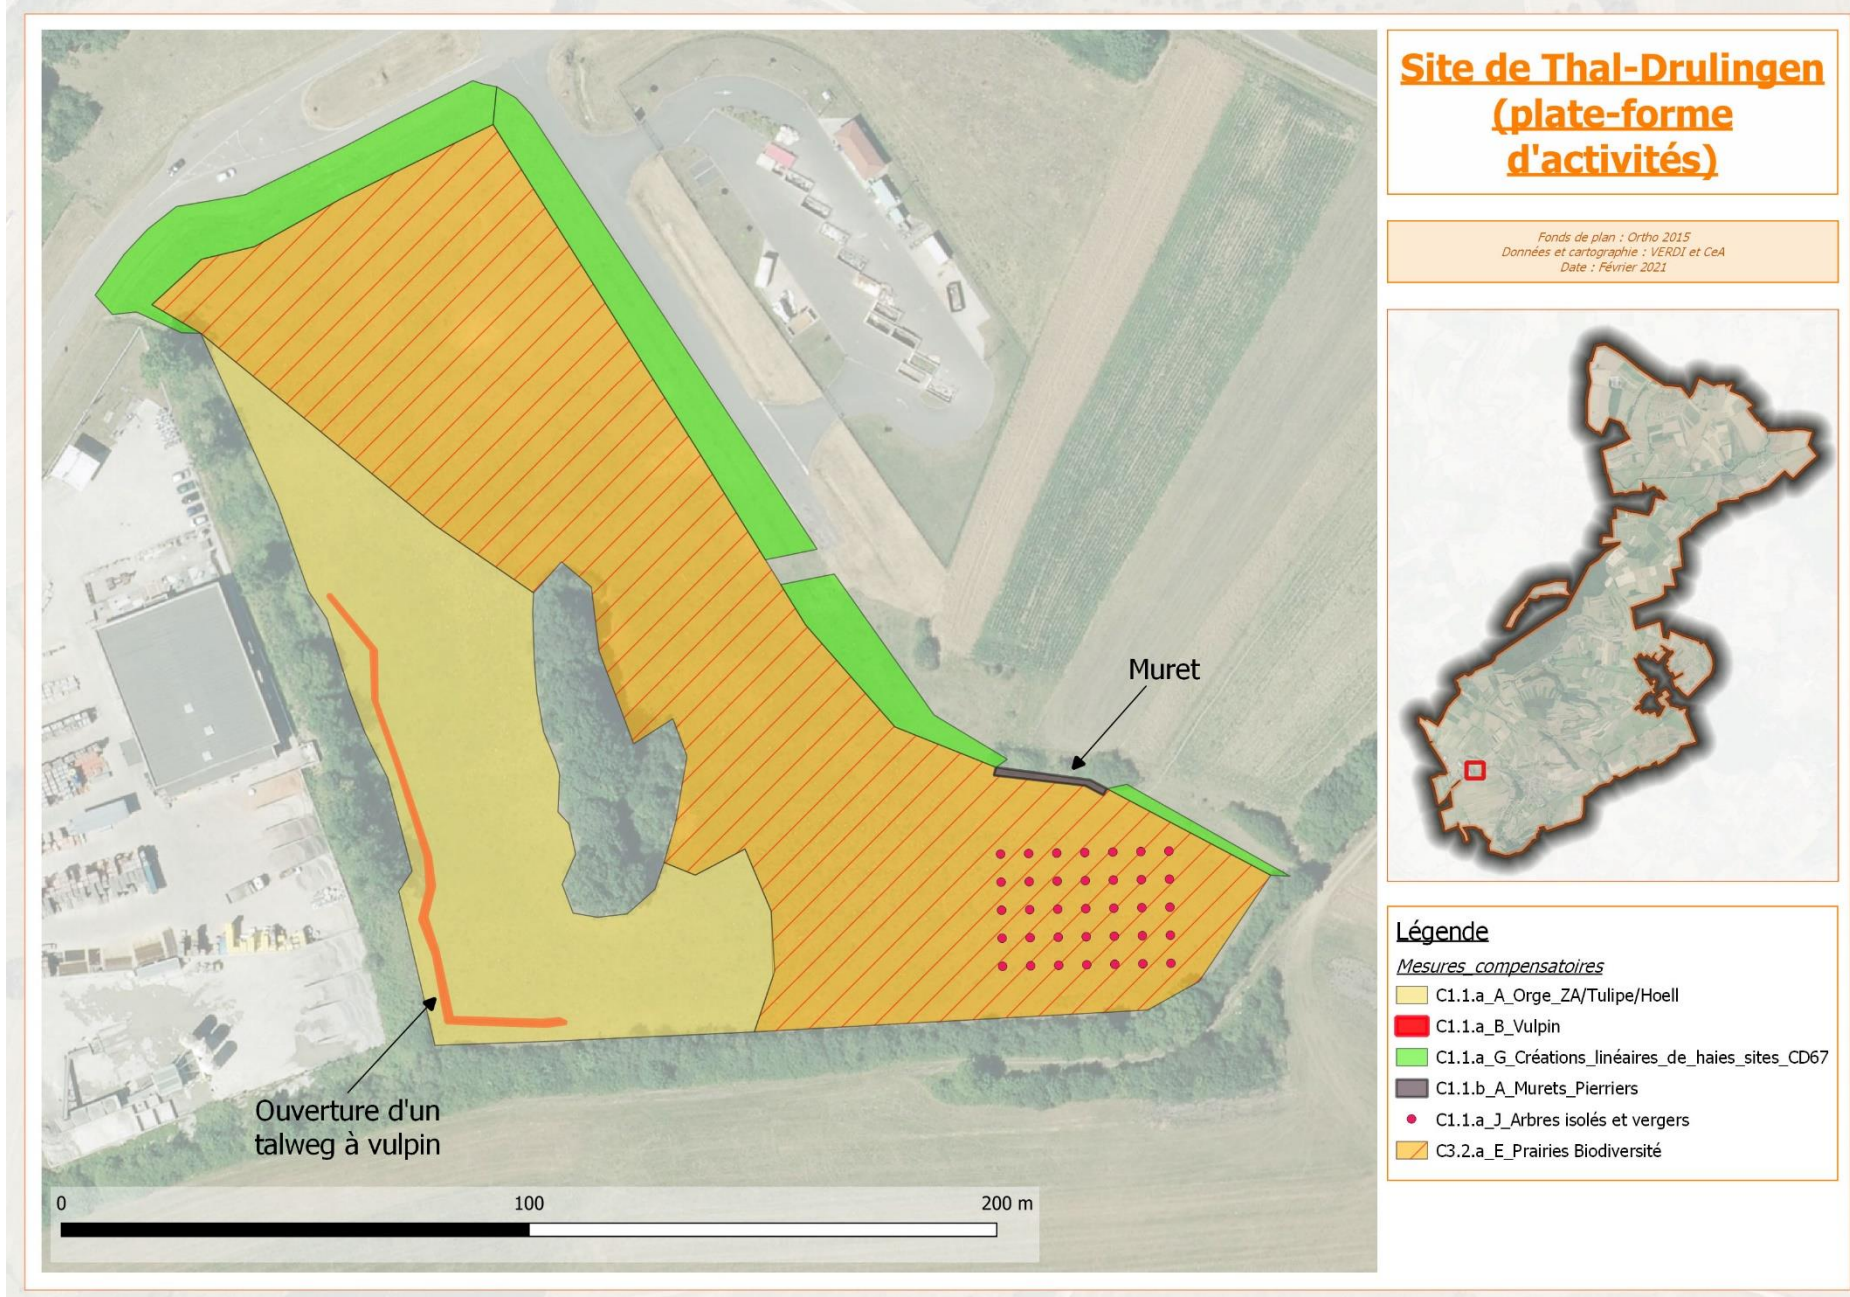 Site de Thal-Drulingen
(plate-forme
d'activités)
Fonds de plan : Ortho 2015
Données et cartographie : VERDI et CeA
Date : Février 2021
Muret
Ouverture d'un
talweg à vulpin
0 100 200 m
Légende
Mesures_compensatoires
C1.1.a_A_Orge_ZA/Tulipe/Hoell
C1.1.a_B_Vulpin
C1.1.a_G_Créations_linéaires_de_haies_sites_CD67
C1.1.b_A_Murets_Pierriers
C1.1.a_J_Arbres isolés et vergers
C3.2.a_E_Prairies Biodiversité